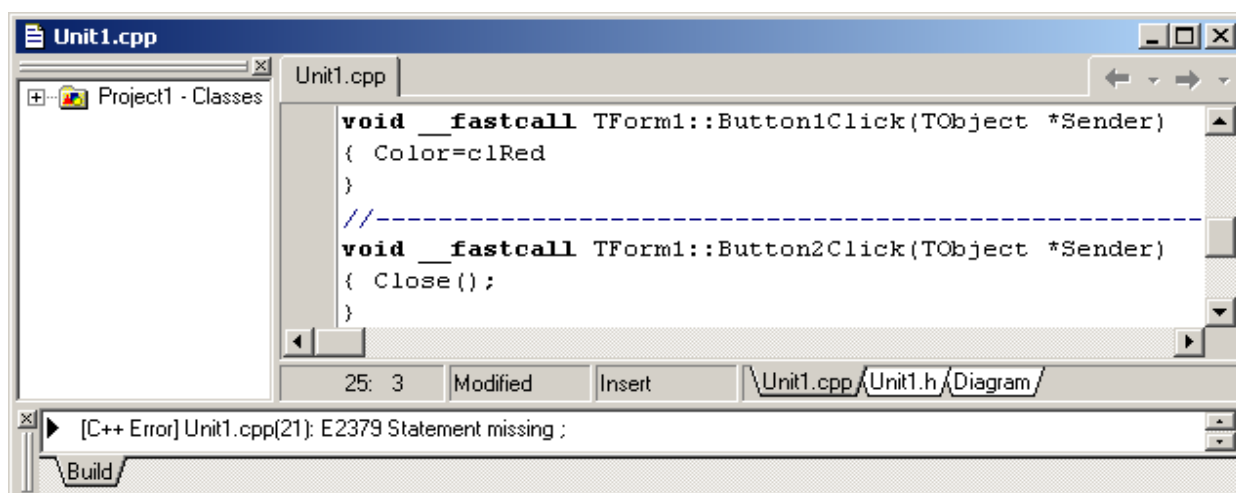 Unit1.cpp
Project1 - Classes
Unit1.cpp
void __fastcall TForm1::Button1Click(TObject *Sender)
{ Color=clRed
}
//------------------------------------------------------
void __fastcall TForm1::Button2Click(TObject *Sender)
{ Close();
}
25: 3 Modified Insert Unit1.cpp Unit1.h Diagram
[C++ Error] Unit1.cpp(21): E2379 Statement missing ;
Build